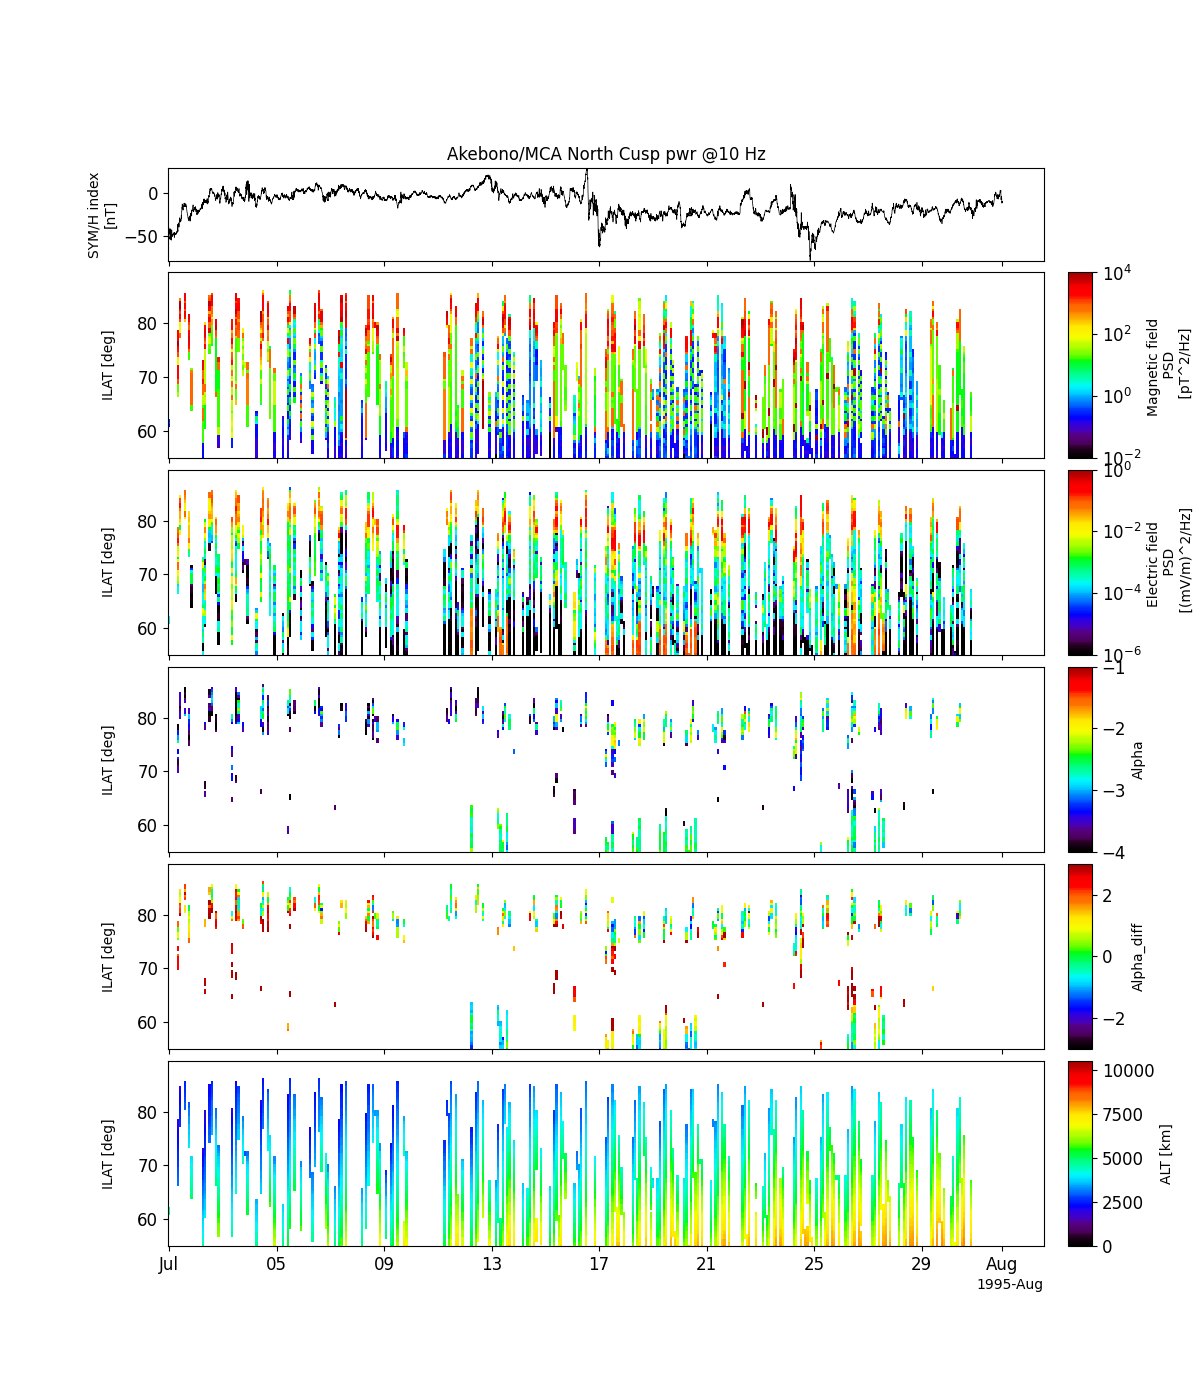 Akebono/MCA North Cusp pwr @10 Hz
SYM/H index
[nT]
0
−50
ILAT [deg]
80
70
60
10^4
10^2
10^0
10^−2
Magnetic field
PSD
[pT^2/Hz]
ILAT [deg]
80
70
60
10^0
10^−2
10^−4
10^−6
Electric field
PSD
[(mV/m)^2/Hz]
ILAT [deg]
80
70
60
−1
−2
−3
−4
Alpha
ILAT [deg]
80
70
60
2
0
−2
Alpha_diff
ILAT [deg]
80
70
60
10000
7500
5000
2500
0
ALT [km]
Jul 05 09 13 17 21 25 29 Aug
1995-Aug